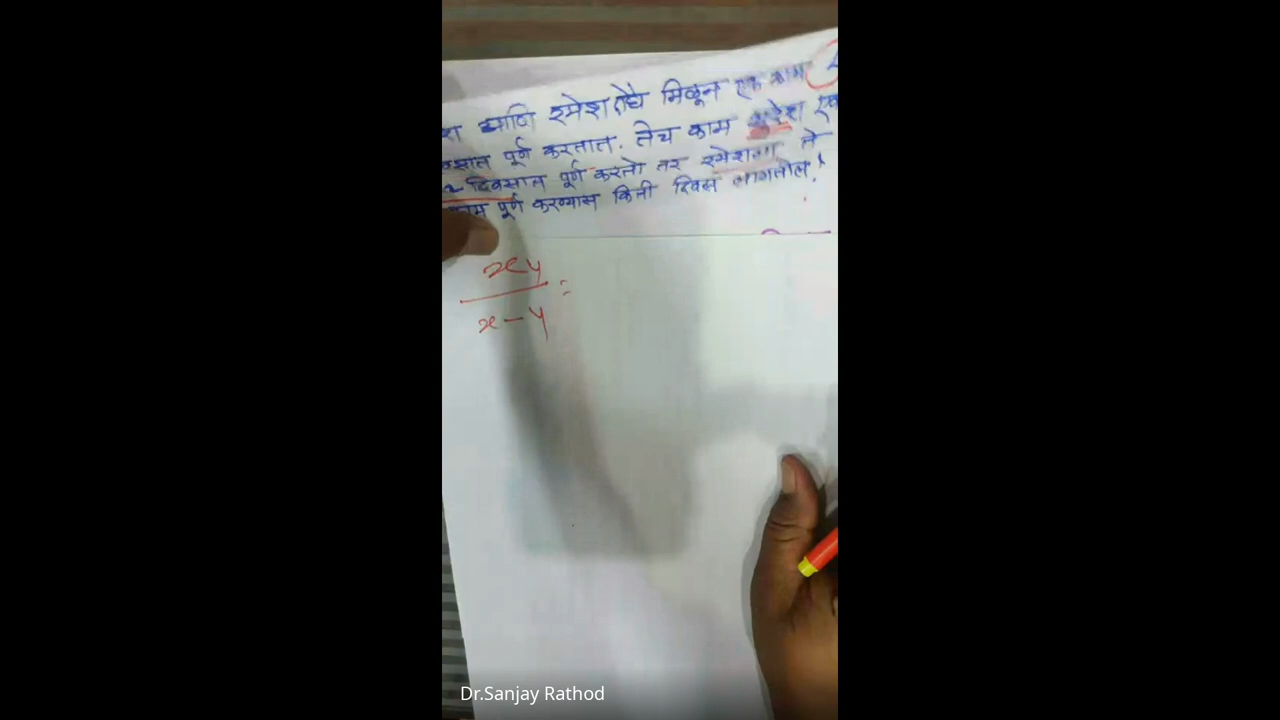 आणि रमेश दोघे मिळून एक काम
पूर्ण करतात. तेच काम
दिवसात पूर्ण करतो तर रमेशला ते
काम पूर्ण करण्यास किती दिवस लागतील?
xy
=
x - y
Dr.Sanjay Rathod